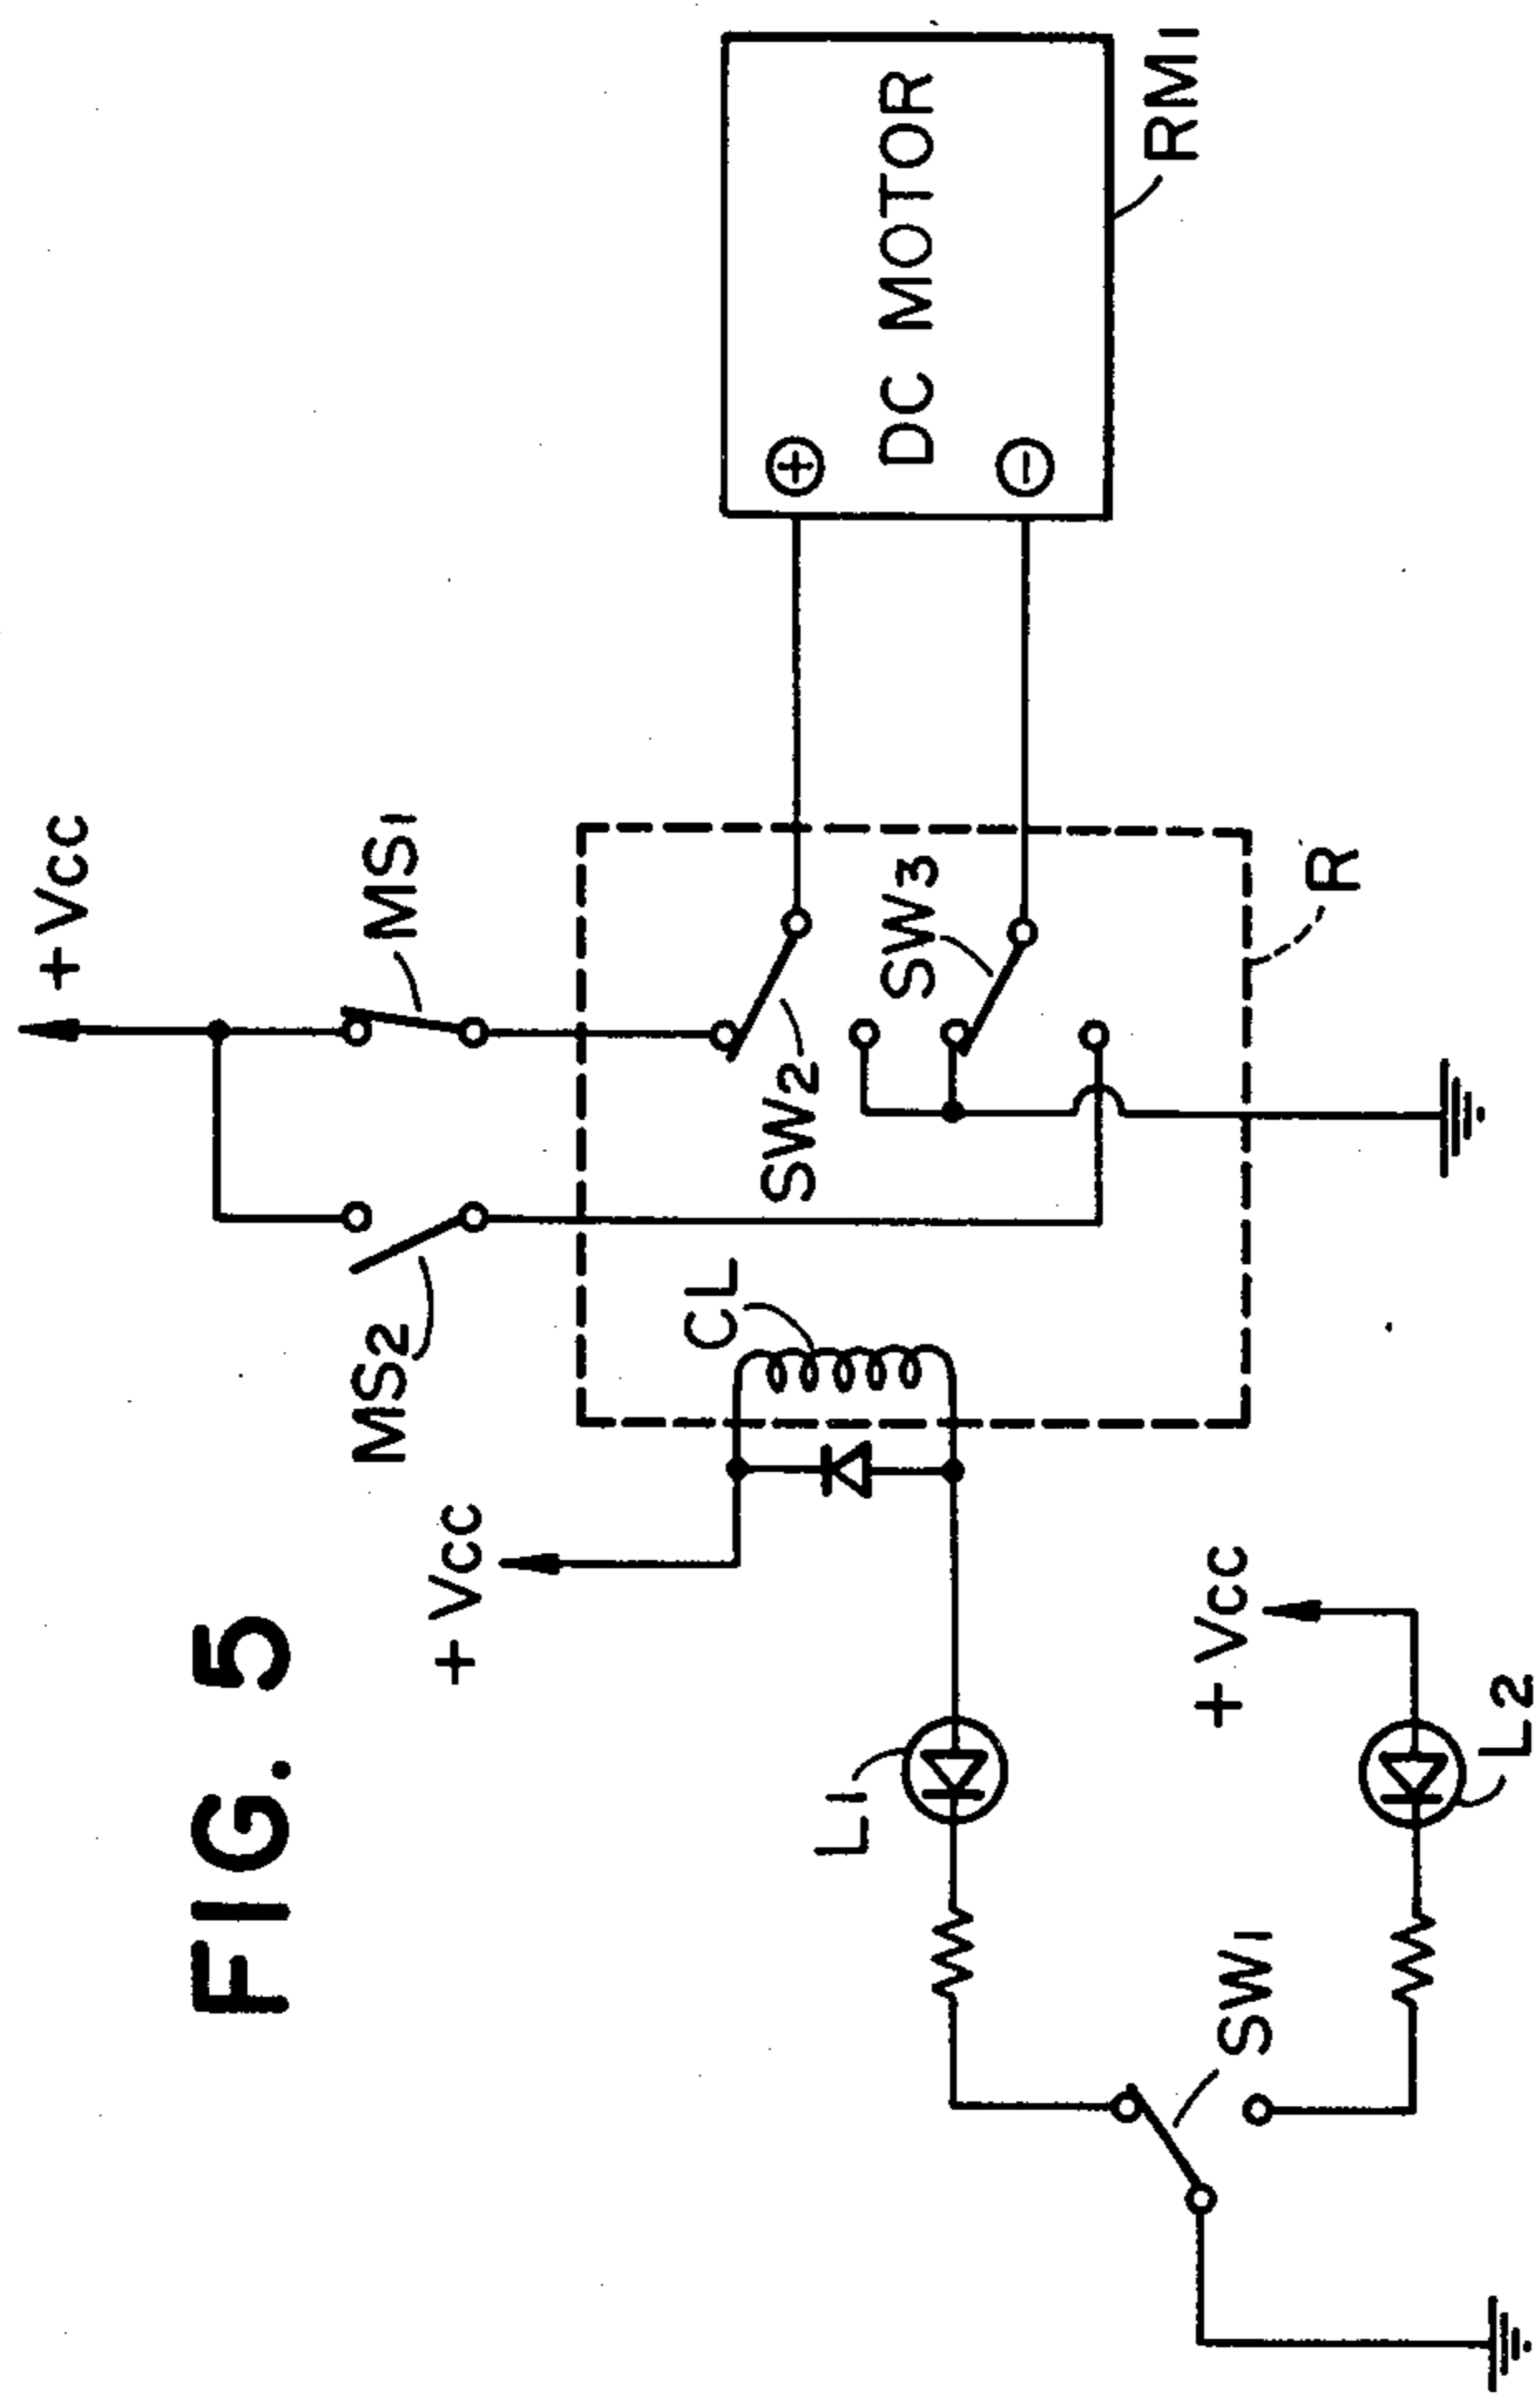 FIG. 5
+Vcc
MS1
MS2
+Vcc
CL
SW2
SW3
⊕
⊖
DC MOTOR
RM1
R
L1
+Vcc
L2
SW1